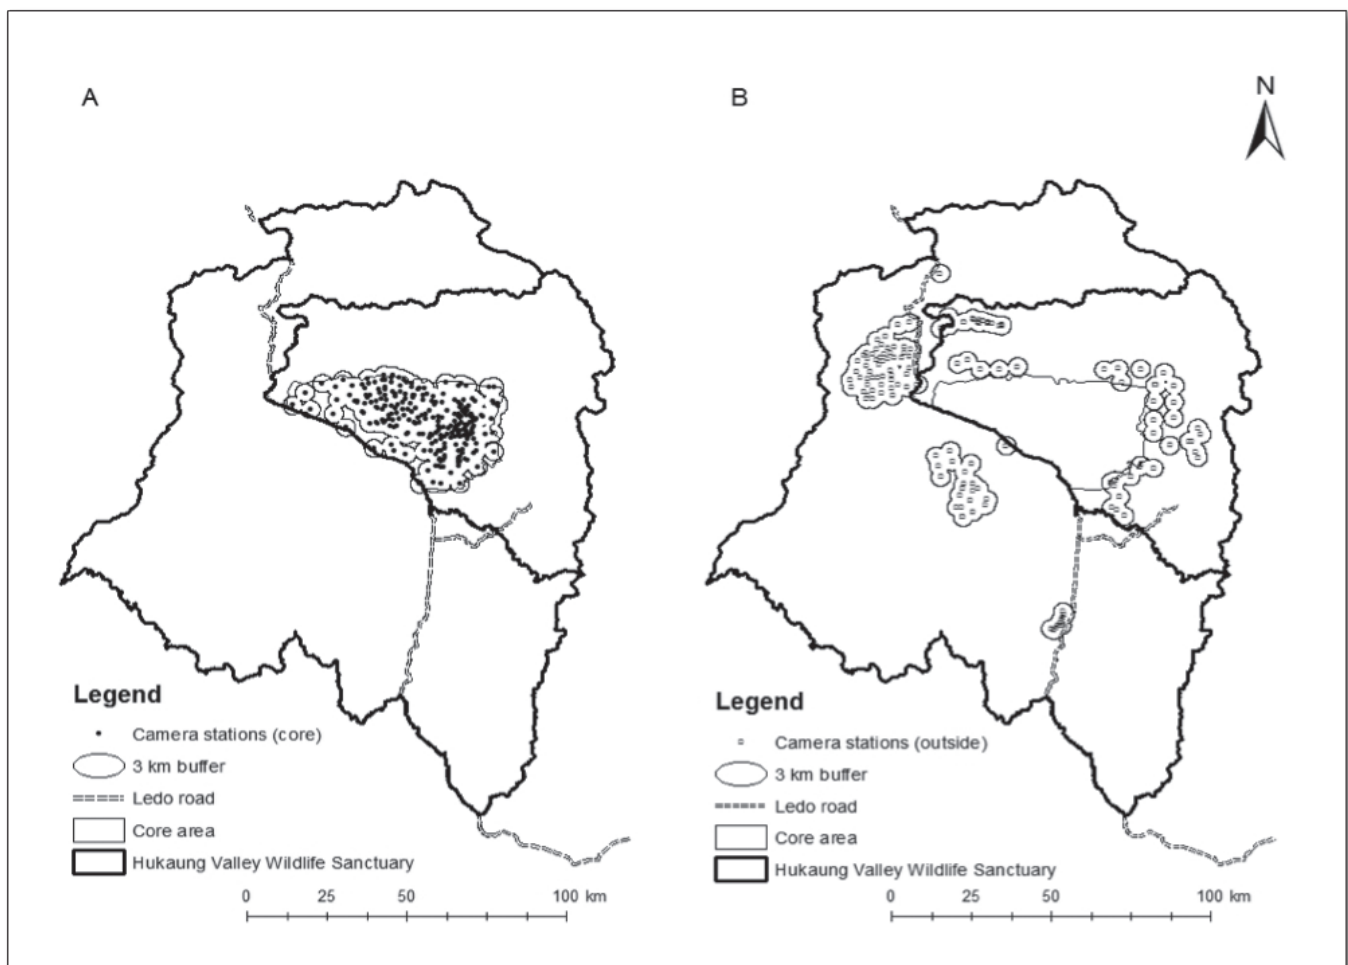 A
B
N
Legend
Camera stations (core)
3 km buffer
Ledo road
Core area
Hukaung Valley Wildlife Sanctuary
0 25 50 100 km
Legend
Camera stations (outside)
3 km buffer
Ledo road
Core area
Hukaung Valley Wildlife Sanctuary
0 25 50 100 km